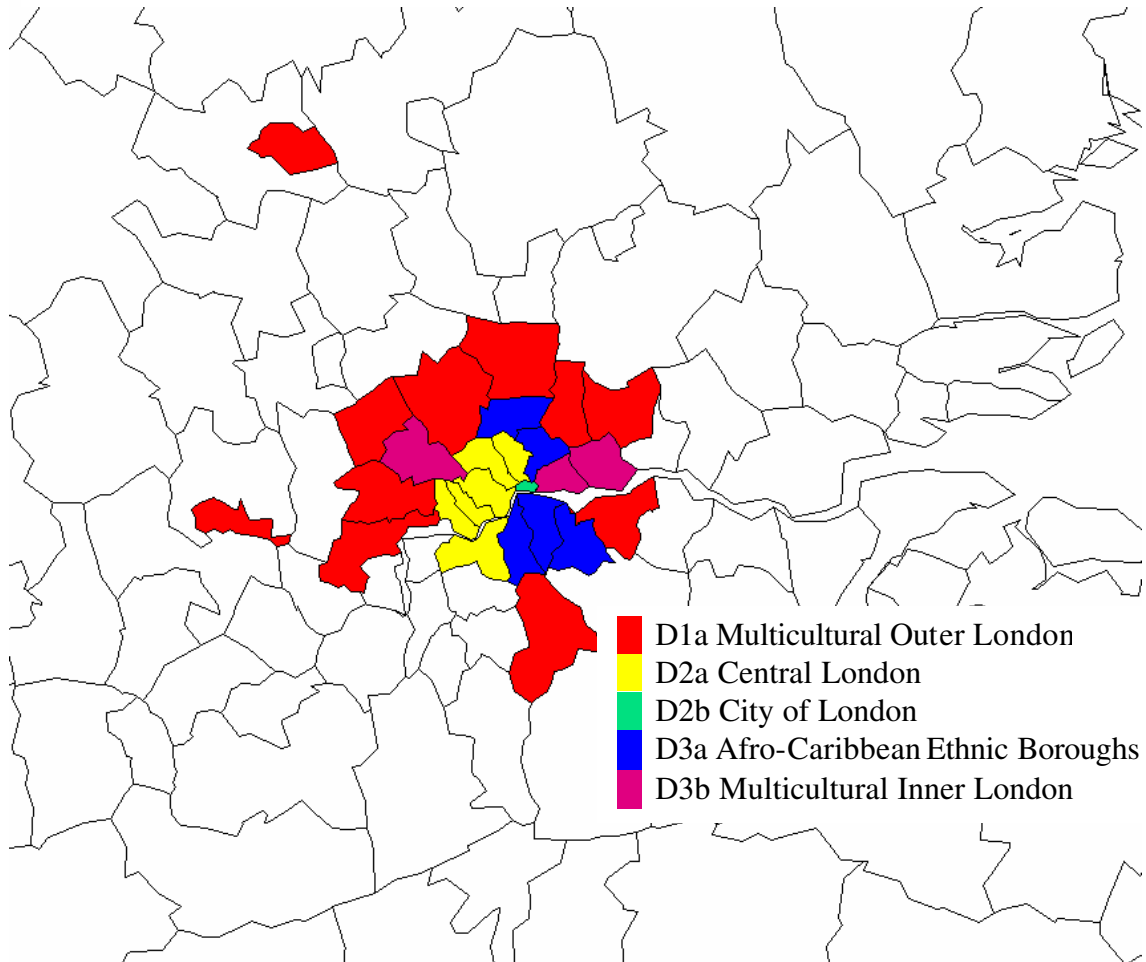 D1a Multicultural Outer London
D2a Central London
D2b City of London
D3a Afro-Caribbean Ethnic Boroughs
D3b Multicultural Inner London